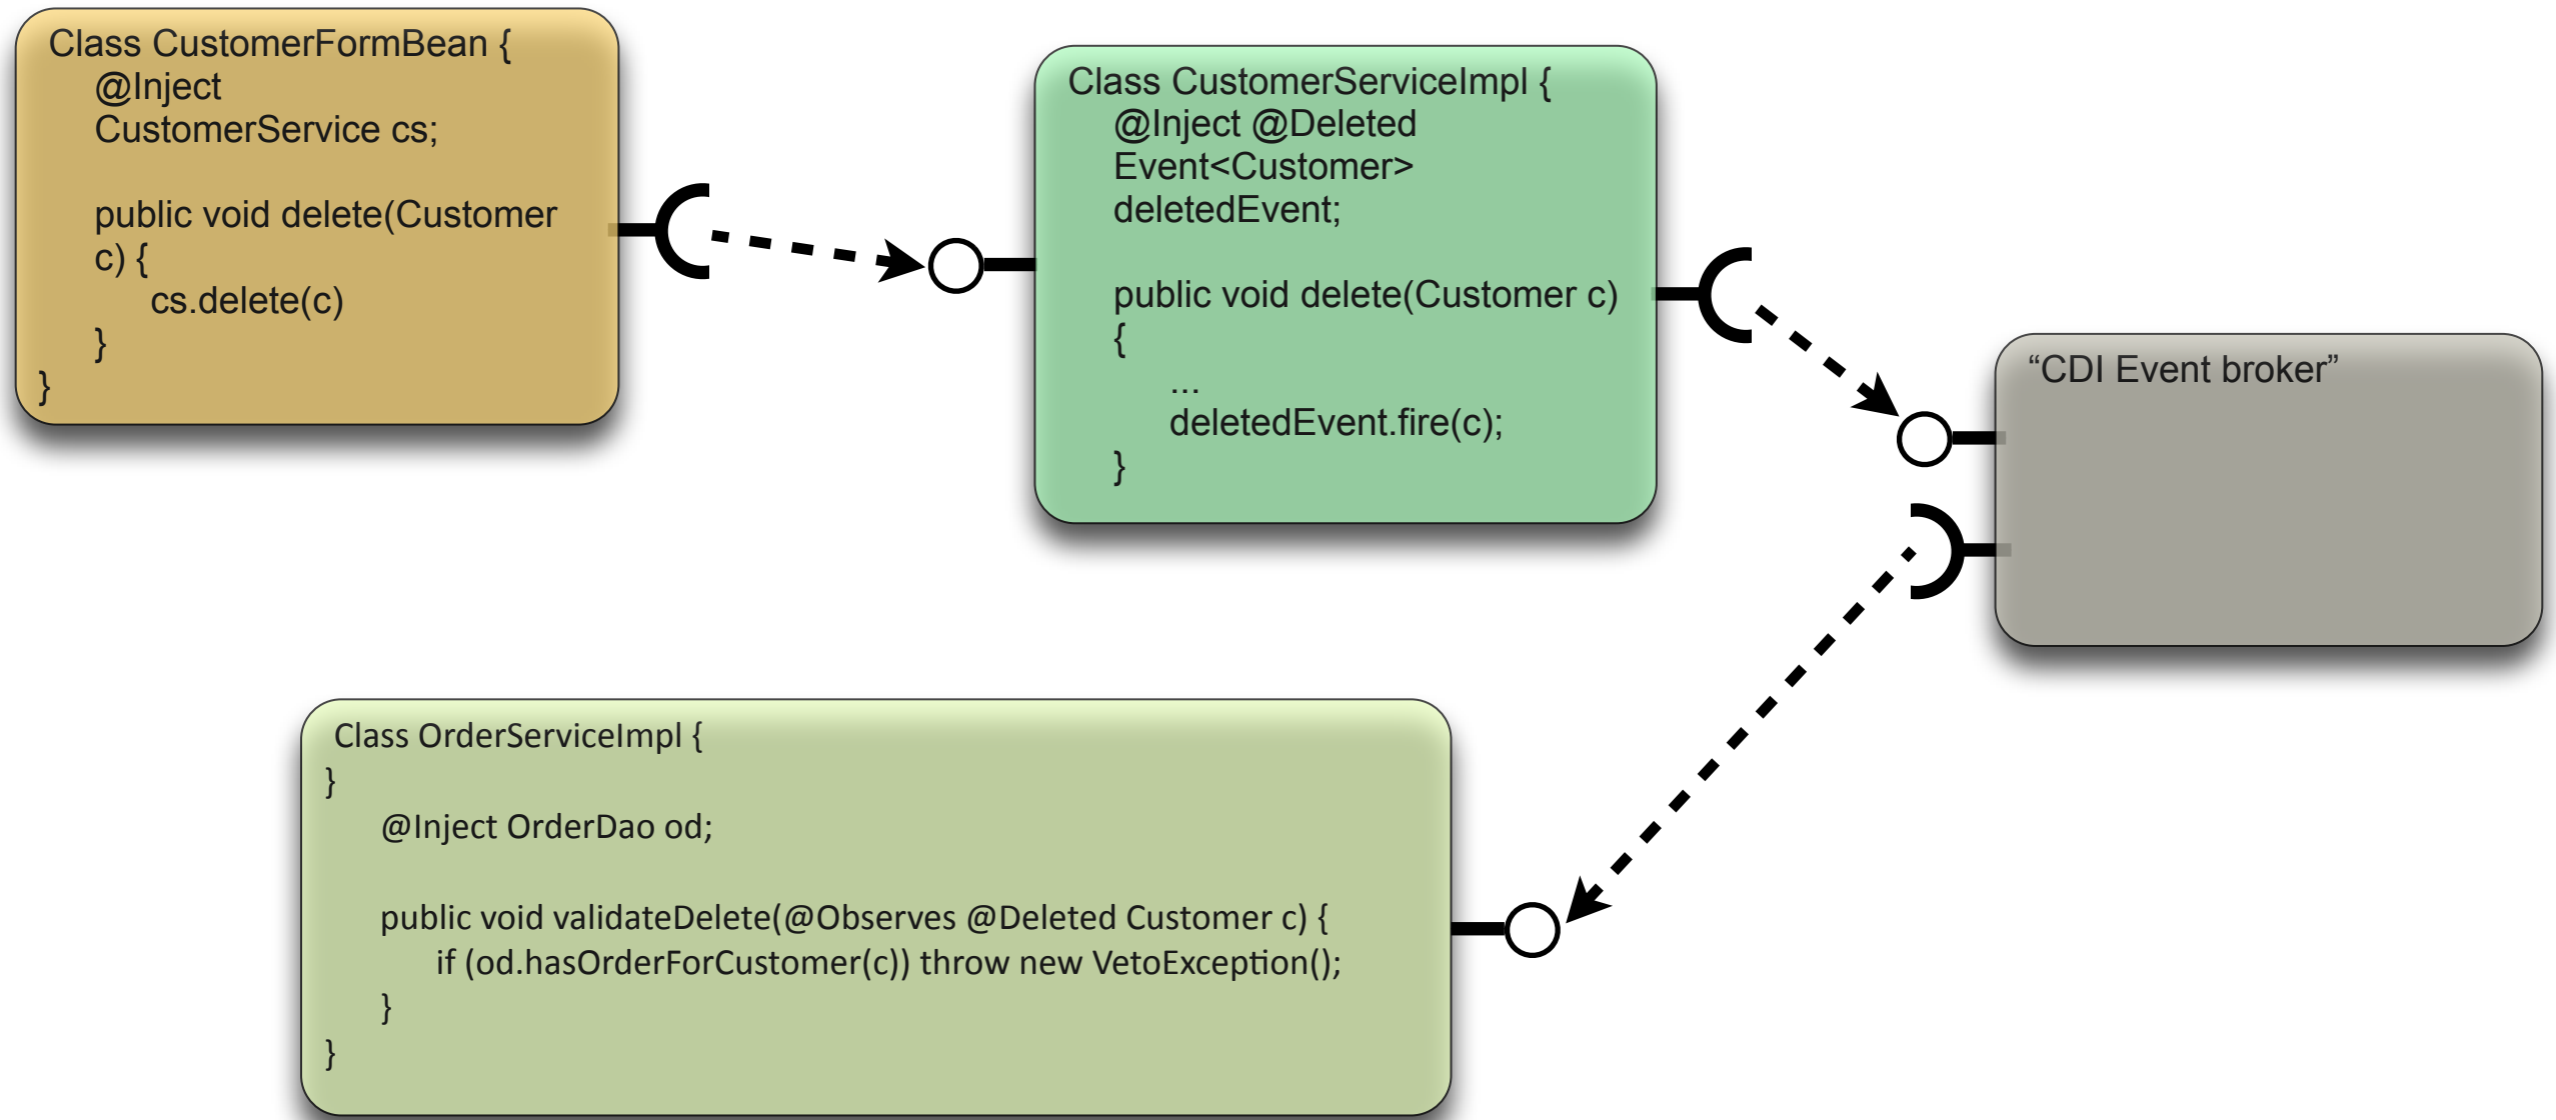 Class CustomerFormBean {
@Inject
CustomerService cs;
public void delete(Customer
c) {
cs.delete(c)
}
}
Class CustomerServiceImpl {
@Inject @Deleted
Event<Customer>
deletedEvent;
public void delete(Customer c)
{
...
deletedEvent.fire(c);
}
“CDI Event broker”
Class OrderServiceImpl {
}
@Inject OrderDao od;
public void validateDelete(@Observes @Deleted Customer c) {
if (od.hasOrderForCustomer(c)) throw new VetoException();
}
}